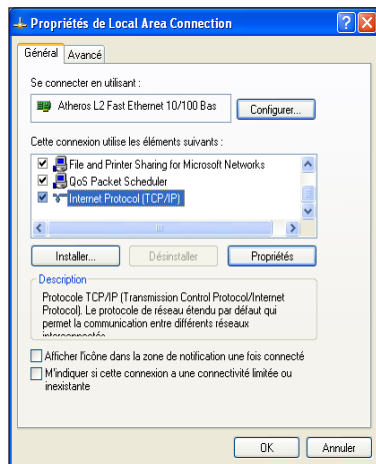 Propriétés de Local Area Connection
Général
Avancé
Se connecter en utilisant :
Atheros L2 Fast Ethernet 10/100 Bas
Configurer...
Cette connexion utilise les éléments suivants :
File and Printer Sharing for Microsoft Networks
QoS Packet Scheduler
Internet Protocol (TCP/IP)
Installer...
Désinstaller
Propriétés
Description
Protocole TCP/IP (Transmission Control Protocol/Internet
Protocol). Le protocole de réseau étendu par défaut qui
permet la communication entre différents réseaux
interconnectés
Afficher l'icône dans la zone de notification une fois connecté
M'indiquer si cette connexion a une connectivité limitée ou
inexistante
OK
Annuler